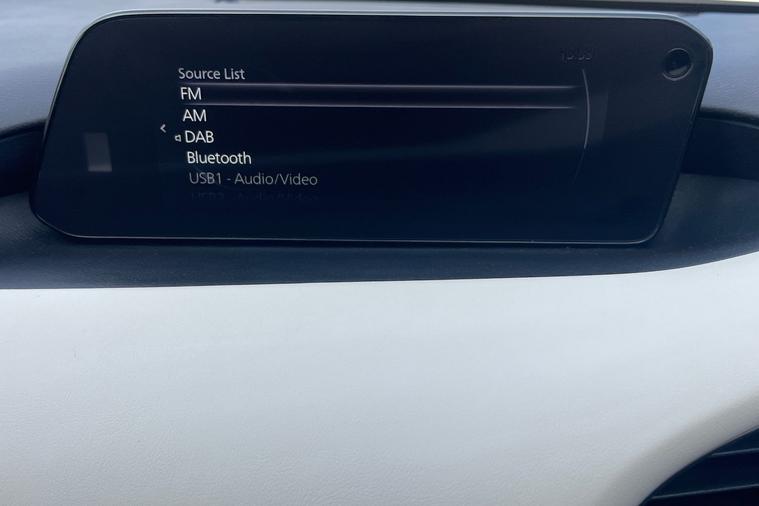 Source List
FM
AM
DAB
Bluetooth
USB1 - Audio/Video